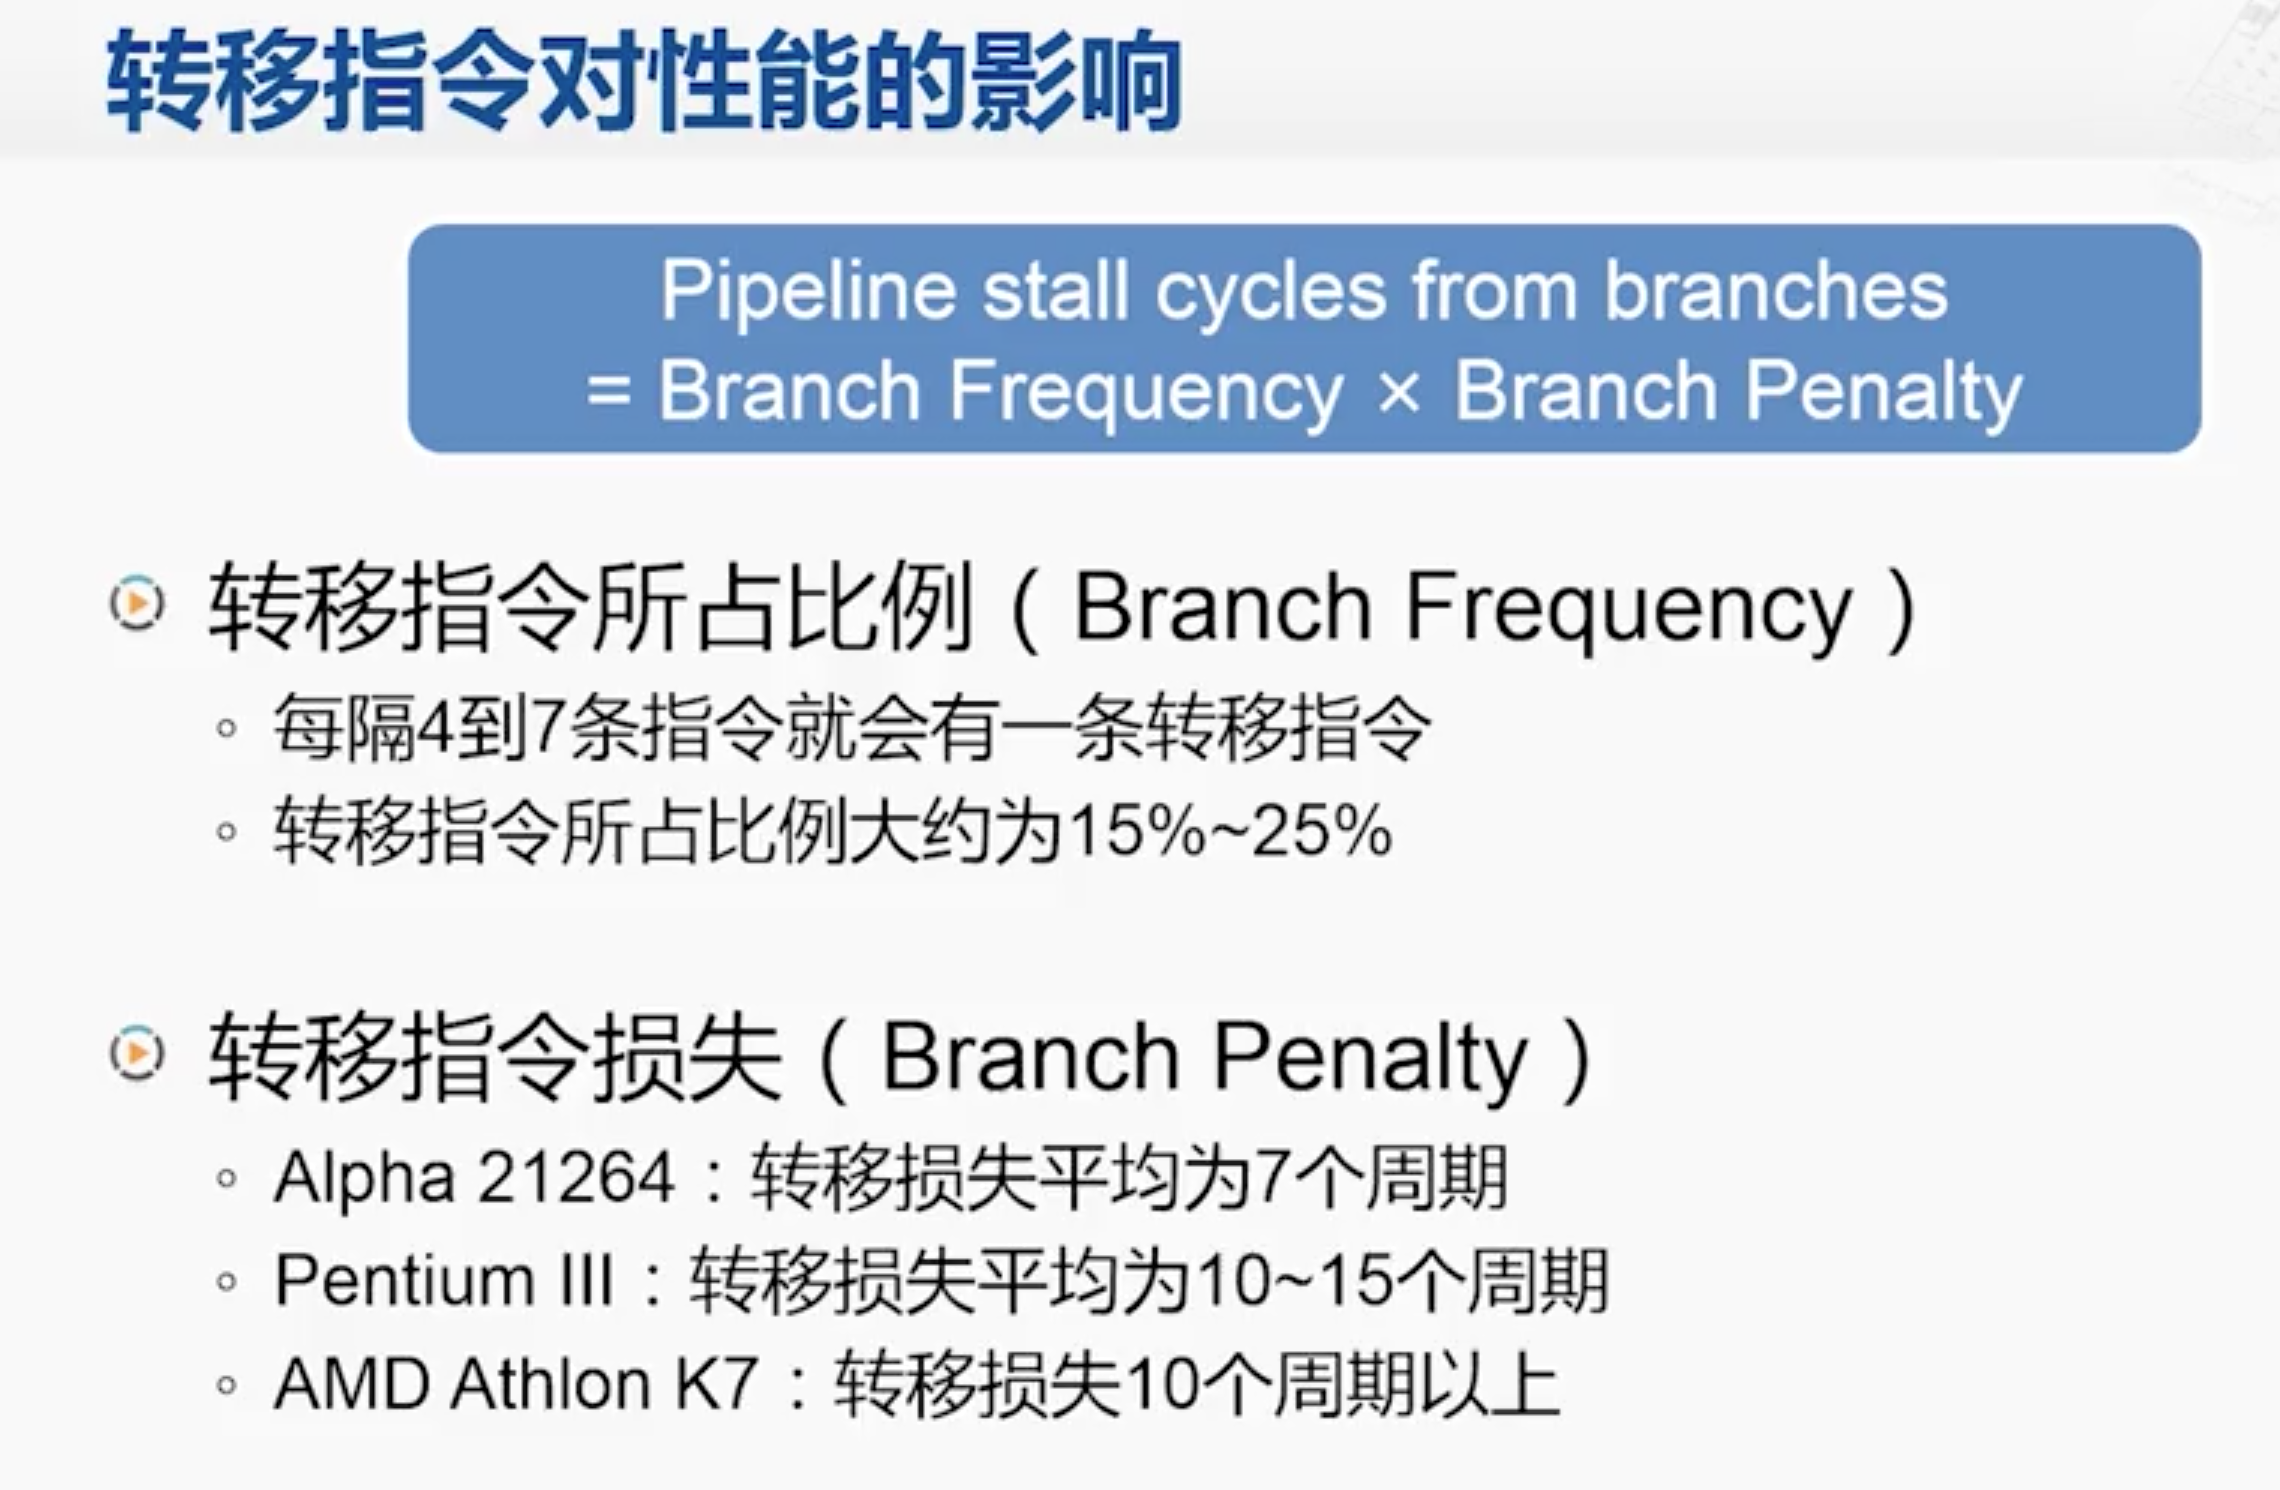 转移指令对性能的影响
Pipeline stall cycles from branches
= Branch Frequency × Branch Penalty
转移指令所占比例（Branch Frequency）
◦ 每隔4到7条指令就会有一条转移指令
◦ 转移指令所占比例大约为15%~25%
转移指令损失（Branch Penalty）
◦ Alpha 21264：转移损失平均为7个周期
◦ Pentium III：转移损失平均为10~15个周期
◦ AMD Athlon K7：转移损失10个周期以上